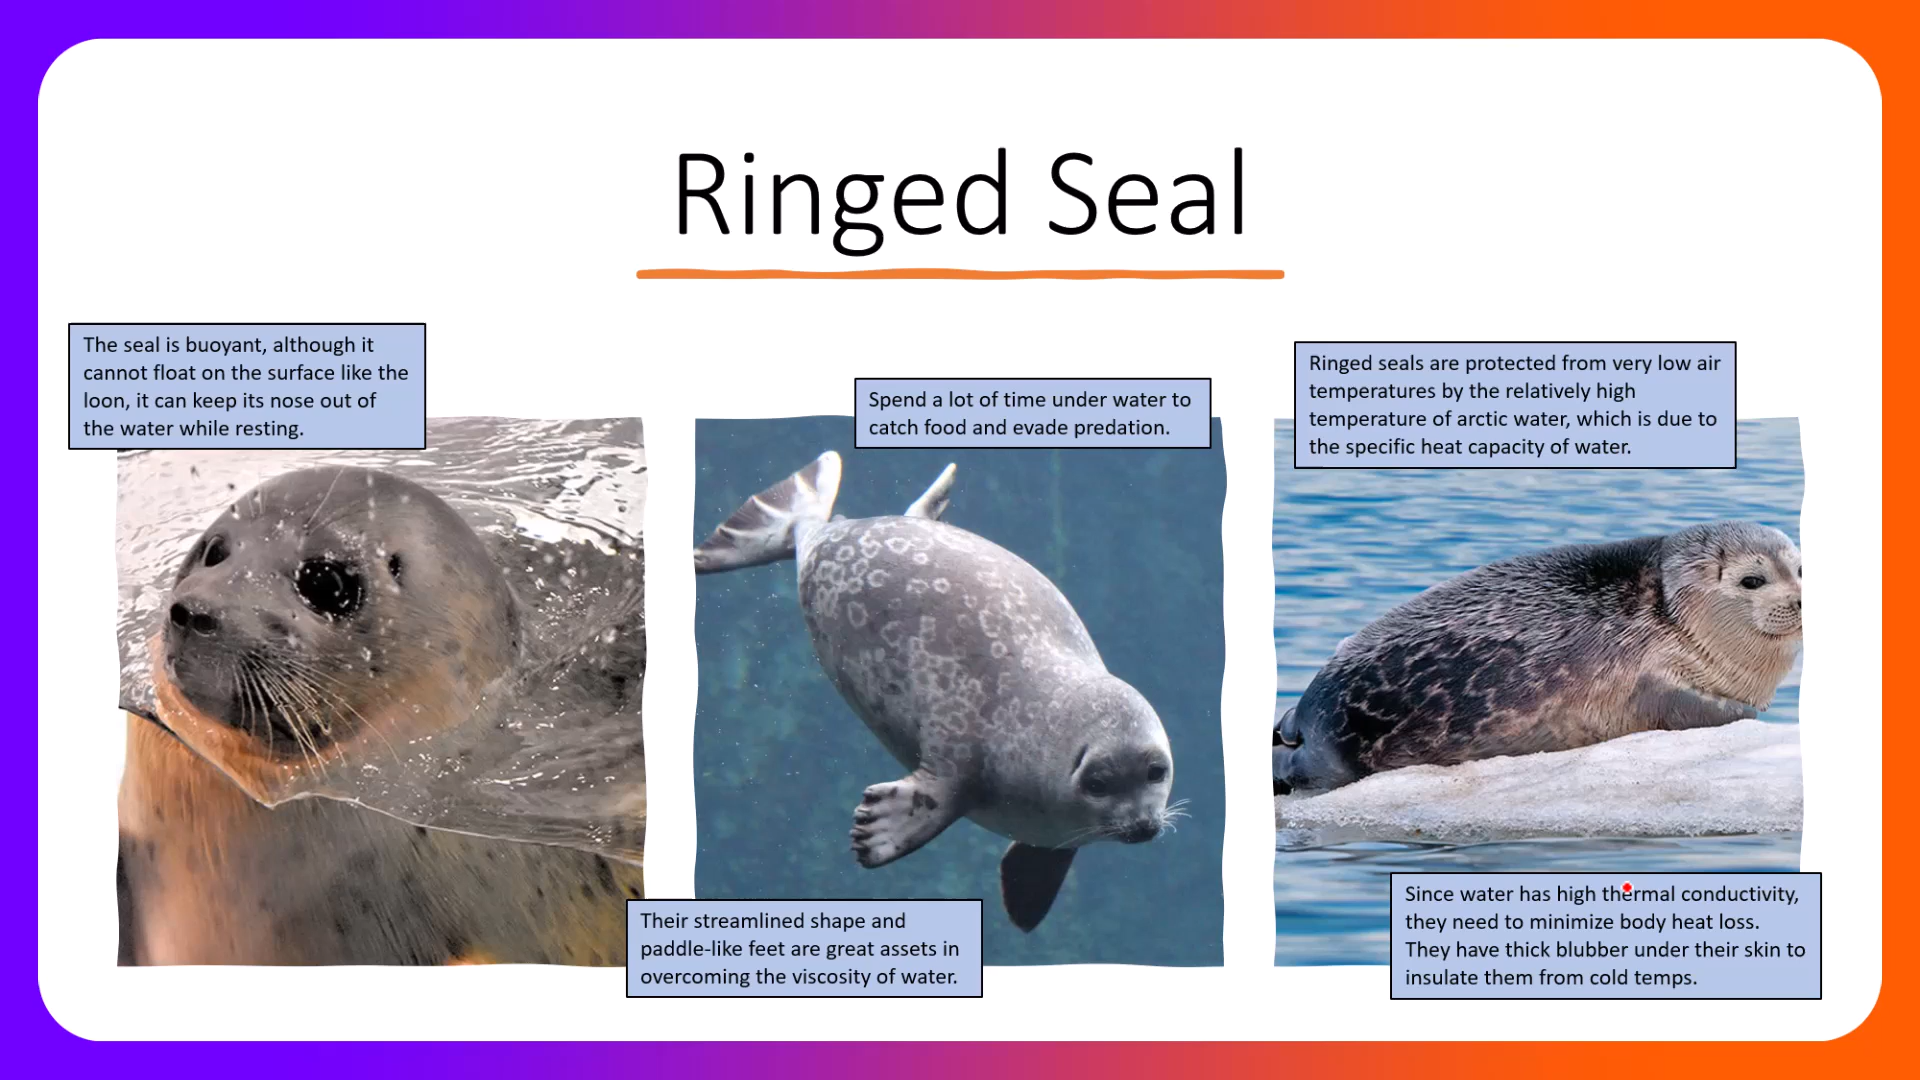 Ringed Seal
The seal is buoyant, although it
cannot float on the surface like the
loon, it can keep its nose out of
the water while resting.
Spend a lot of time under water to
catch food and evade predation.
Ringed seals are protected from very low air
temperatures by the relatively high
temperature of arctic water, which is due to
the specific heat capacity of water.
Their streamlined shape and
paddle-like feet are great assets in
overcoming the viscosity of water.
Since water has high thermal conductivity,
they need to minimize body heat loss.
They have thick blubber under their skin to
insulate them from cold temps.